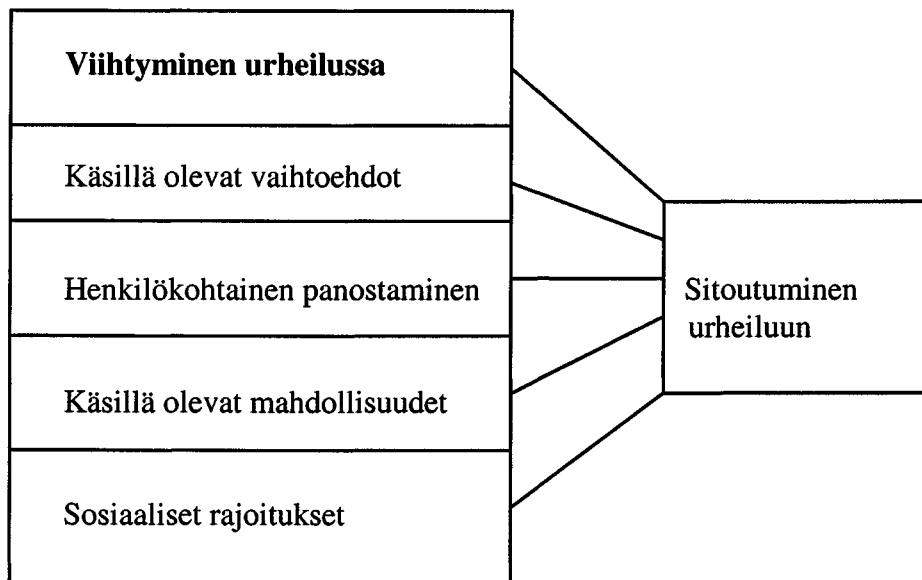 Viihtyminen urheilussa
Käsillä olevat vaihtoehdot
Henkilökohtainen panostaminen
Käsillä olevat mahdollisuudet
Sosiaaliset rajoitukset
Sitoutuminen
urheiluun